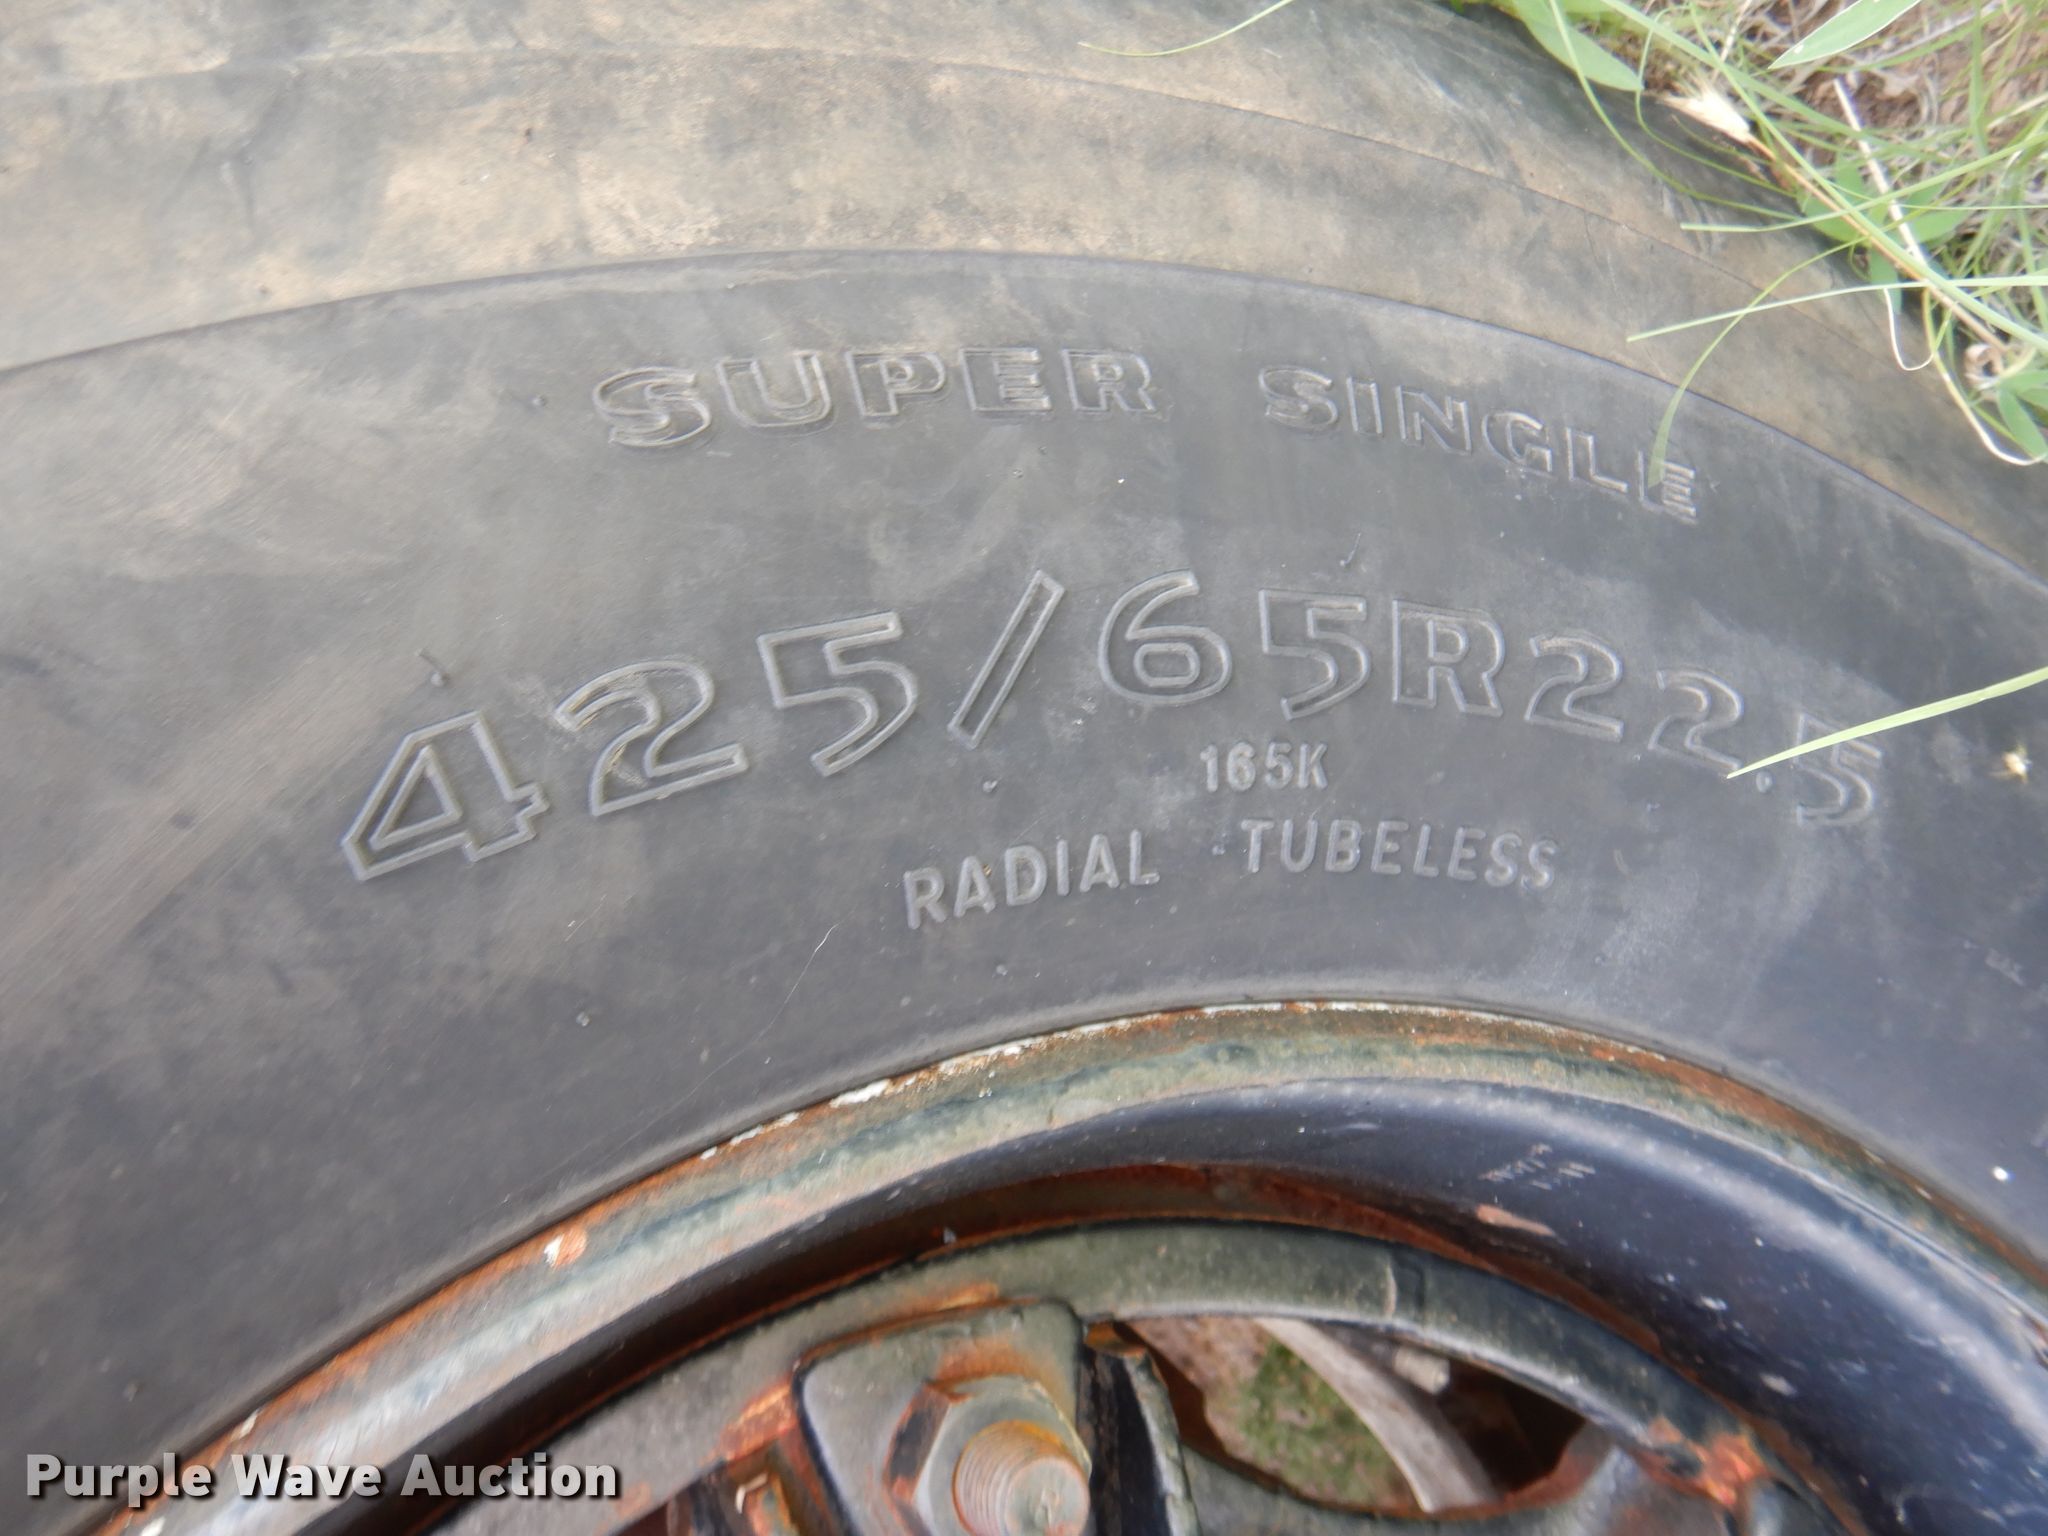 SUPER SINGLE
425/65R22.5
165K
RADIAL TUBELESS
Purple Wave Auction